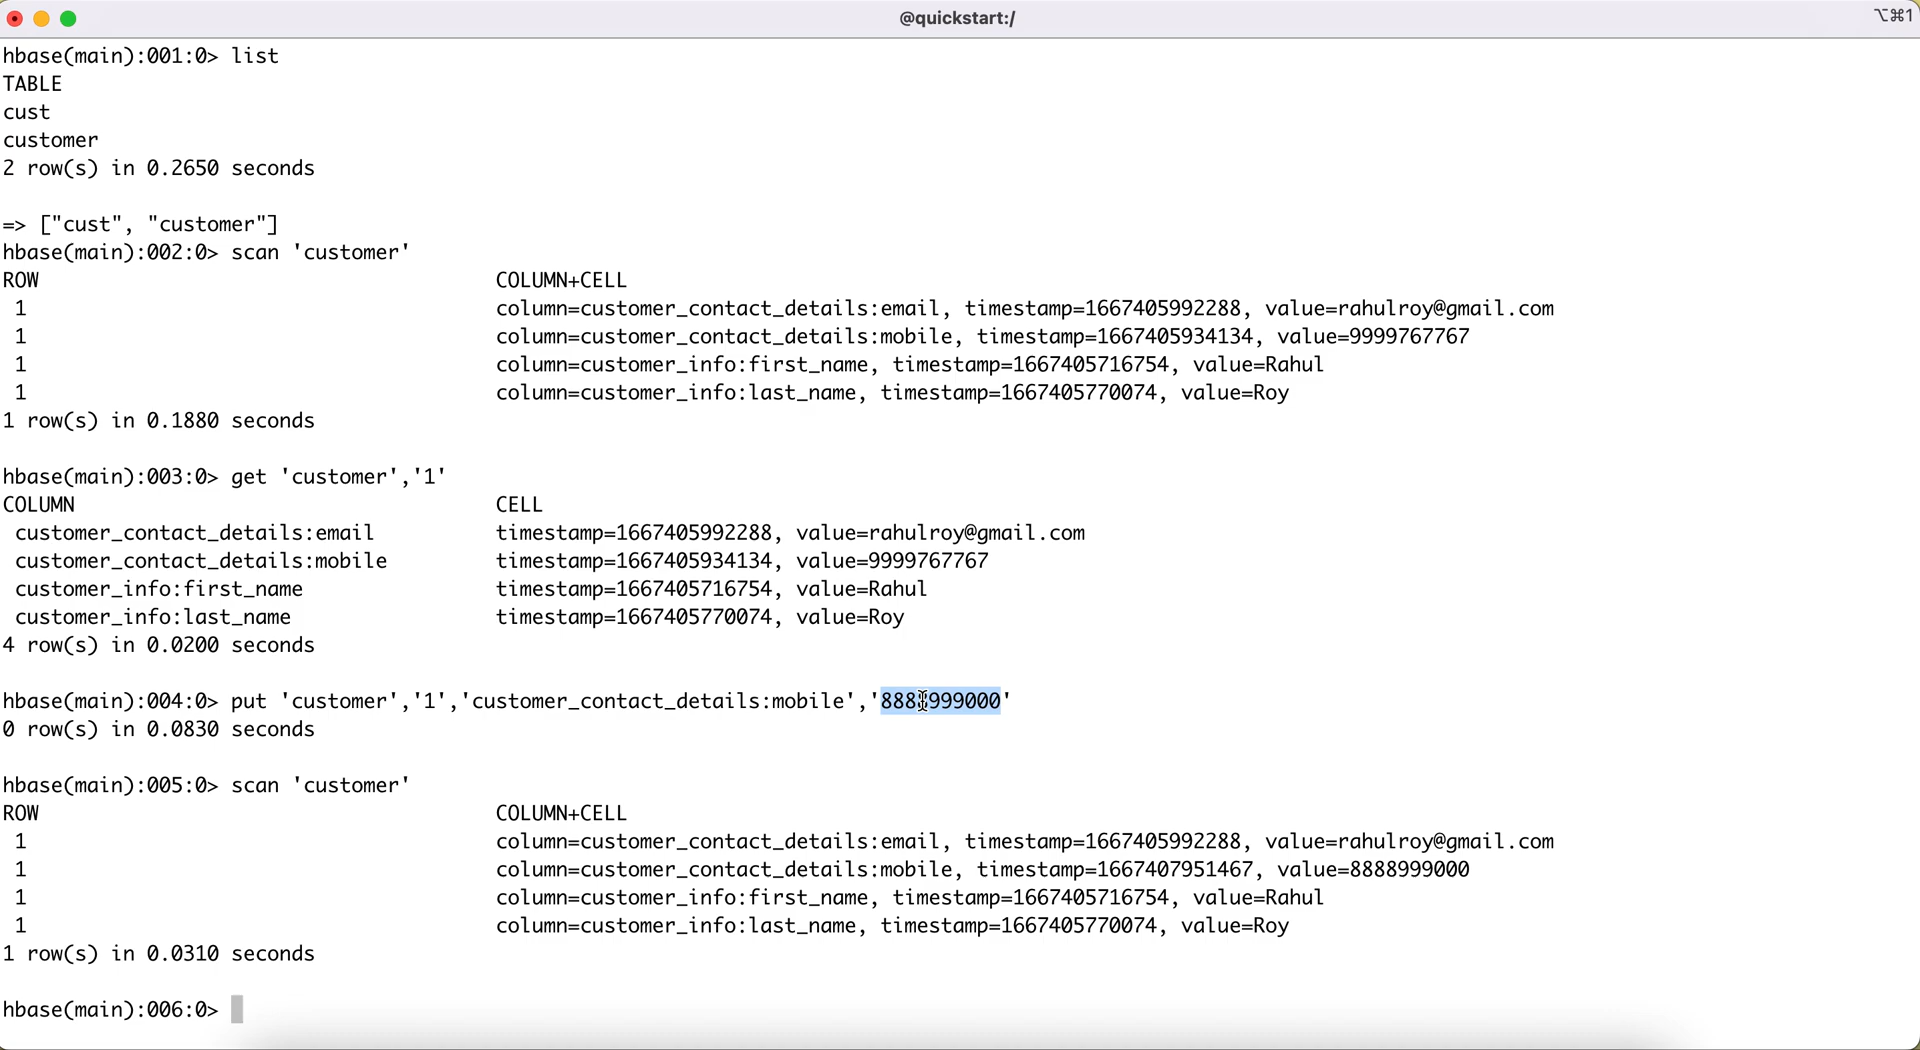 @quickstart:/
⌥⌘1
hbase(main):001:0> list
TABLE
cust
customer
2 row(s) in 0.2650 seconds
=> ["cust", "customer"]
hbase(main):002:0> scan 'customer'
ROW COLUMN+CELL
1 column=customer_contact_details:email, timestamp=1667405992288, value=rahulroy@gmail.com
1 column=customer_contact_details:mobile, timestamp=1667405934134, value=9999767767
1 column=customer_info:first_name, timestamp=1667405716754, value=Rahul
1 column=customer_info:last_name, timestamp=1667405770074, value=Roy
1 row(s) in 0.1880 seconds
hbase(main):003:0> get 'customer','1'
COLUMN CELL
customer_contact_details:email timestamp=1667405992288, value=rahulroy@gmail.com
customer_contact_details:mobile timestamp=1667405934134, value=9999767767
customer_info:first_name timestamp=1667405716754, value=Rahul
customer_info:last_name timestamp=1667405770074, value=Roy
4 row(s) in 0.0200 seconds
hbase(main):004:0> put 'customer','1','customer_contact_details:mobile','8888999000'
0 row(s) in 0.0830 seconds
hbase(main):005:0> scan 'customer'
ROW COLUMN+CELL
1 column=customer_contact_details:email, timestamp=1667405992288, value=rahulroy@gmail.com
1 column=customer_contact_details:mobile, timestamp=1667407951467, value=8888999000
1 column=customer_info:first_name, timestamp=1667405716754, value=Rahul
1 column=customer_info:last_name, timestamp=1667405770074, value=Roy
1 row(s) in 0.0310 seconds
hbase(main):006:0>